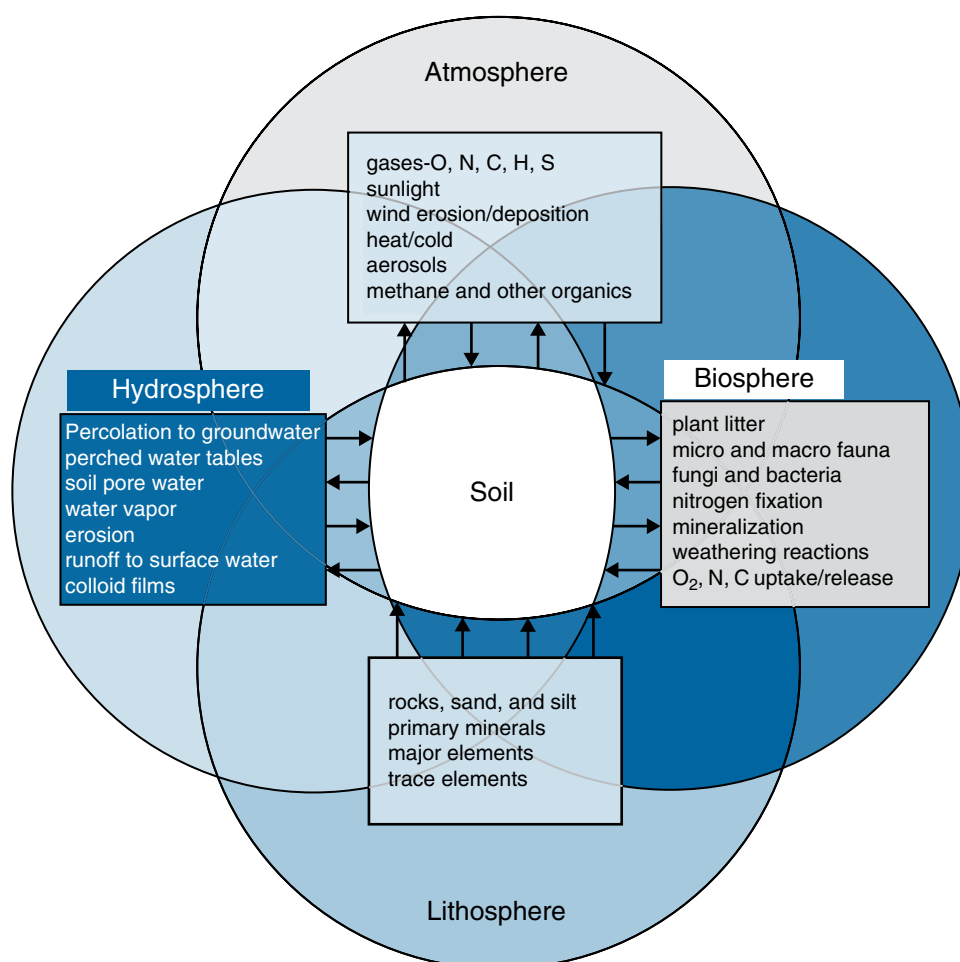 Atmosphere
gases-O, N, C, H, S
sunlight
wind erosion/deposition
heat/cold
aerosols
methane and other organics
Hydrosphere
Percolation to groundwater
perched water tables
soil pore water
water vapor
erosion
runoff to surface water
colloid films
Soil
Biosphere
plant litter
micro and macro fauna
fungi and bacteria
nitrogen fixation
mineralization
weathering reactions
O₂, N, C uptake/release
rocks, sand, and silt
primary minerals
major elements
trace elements
Lithosphere